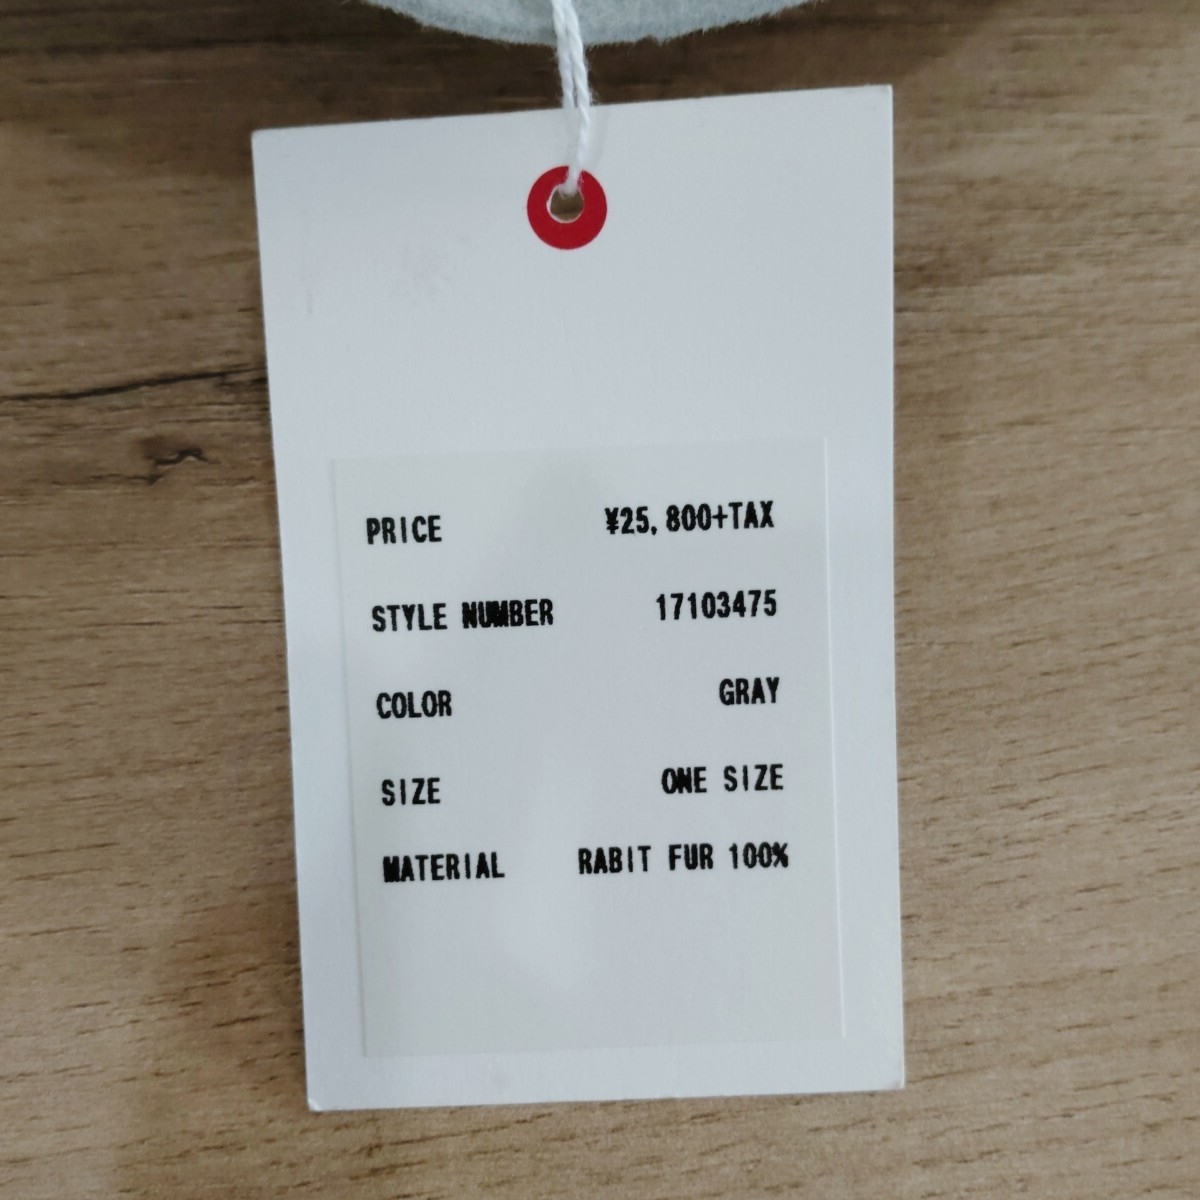 PRICE ¥25,800+TAX
STYLE NUMBER 17103475
COLOR GRAY
SIZE ONE SIZE
MATERIAL RABIT FUR 100%